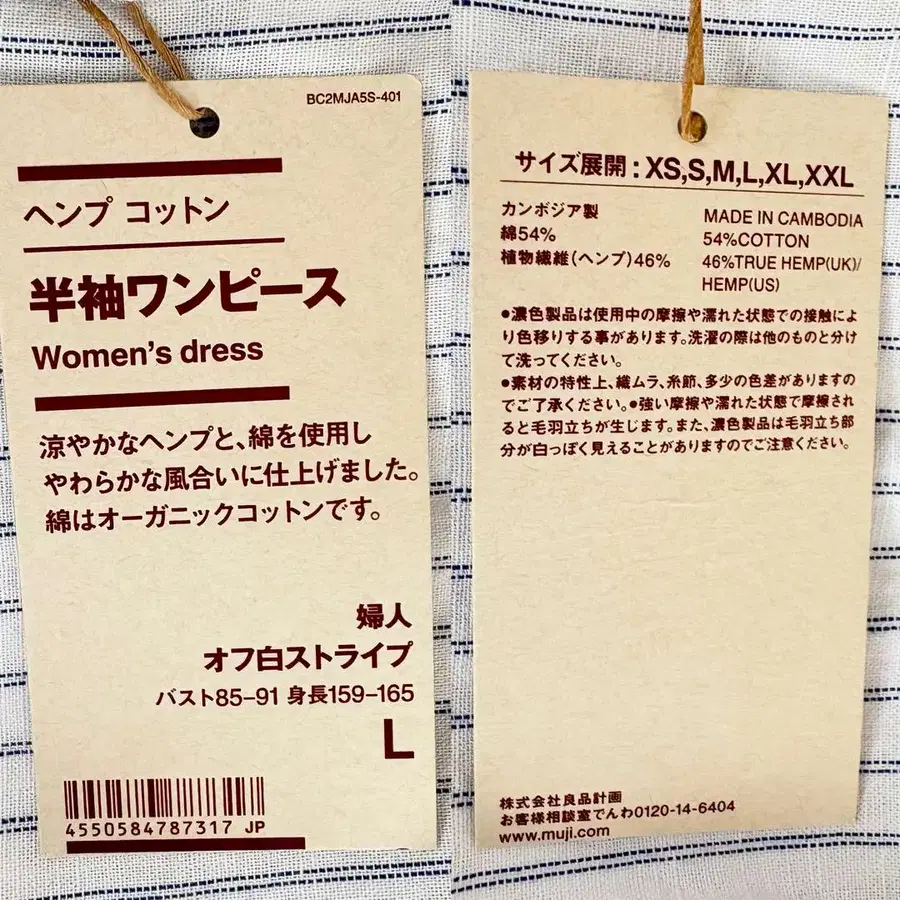 BC2MJA5S-401
ヘンプ コットン
半袖ワンピース
Women's dress
涼やかなヘンプと、綿を使用し
やわらかな風合いに仕上げました。
綿はオーガニックコットンです。
婦人
オフ白ストライプ
バスト85–91 身長159–165
L
4550584787317 JP
サイズ展開:XS,S,M,L,XL,XXL
カンボジア製
綿54%
植物繊維(ヘンプ)46%
MADE IN CAMBODIA
54%COTTON
46%TRUE HEMP(UK)/
HEMP(US)
●濃色製品は使用中の摩擦や濡れた状態での接触によ
り色移りする事があります。洗濯の際は他のものと分け
て洗ってください。
●素材の特性上、織ムラ、糸節、多少の色差がありますの
でご了承ください。●強い摩擦や濡れた状態で摩擦され
ると毛羽立ちが生じます。また、濃色製品は毛羽立ち部
分が白っぽく見えることがありますのでご注意ください。
株式会社良品計画
お客様相談室でんわ0120-14-6404
www.muji.com